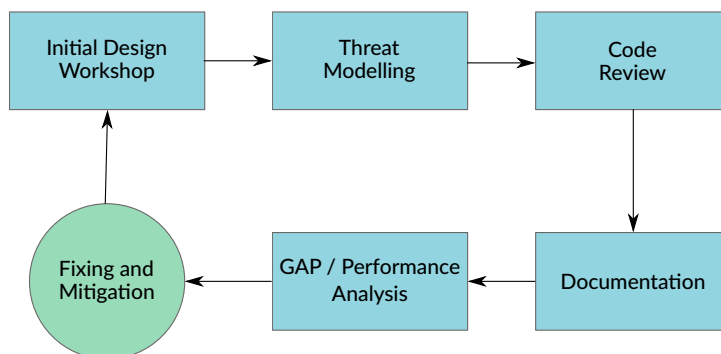 Initial Design
Workshop
Threat
Modelling
Code
Review
Fixing and
Mitigation
GAP / Performance
Analysis
Documentation